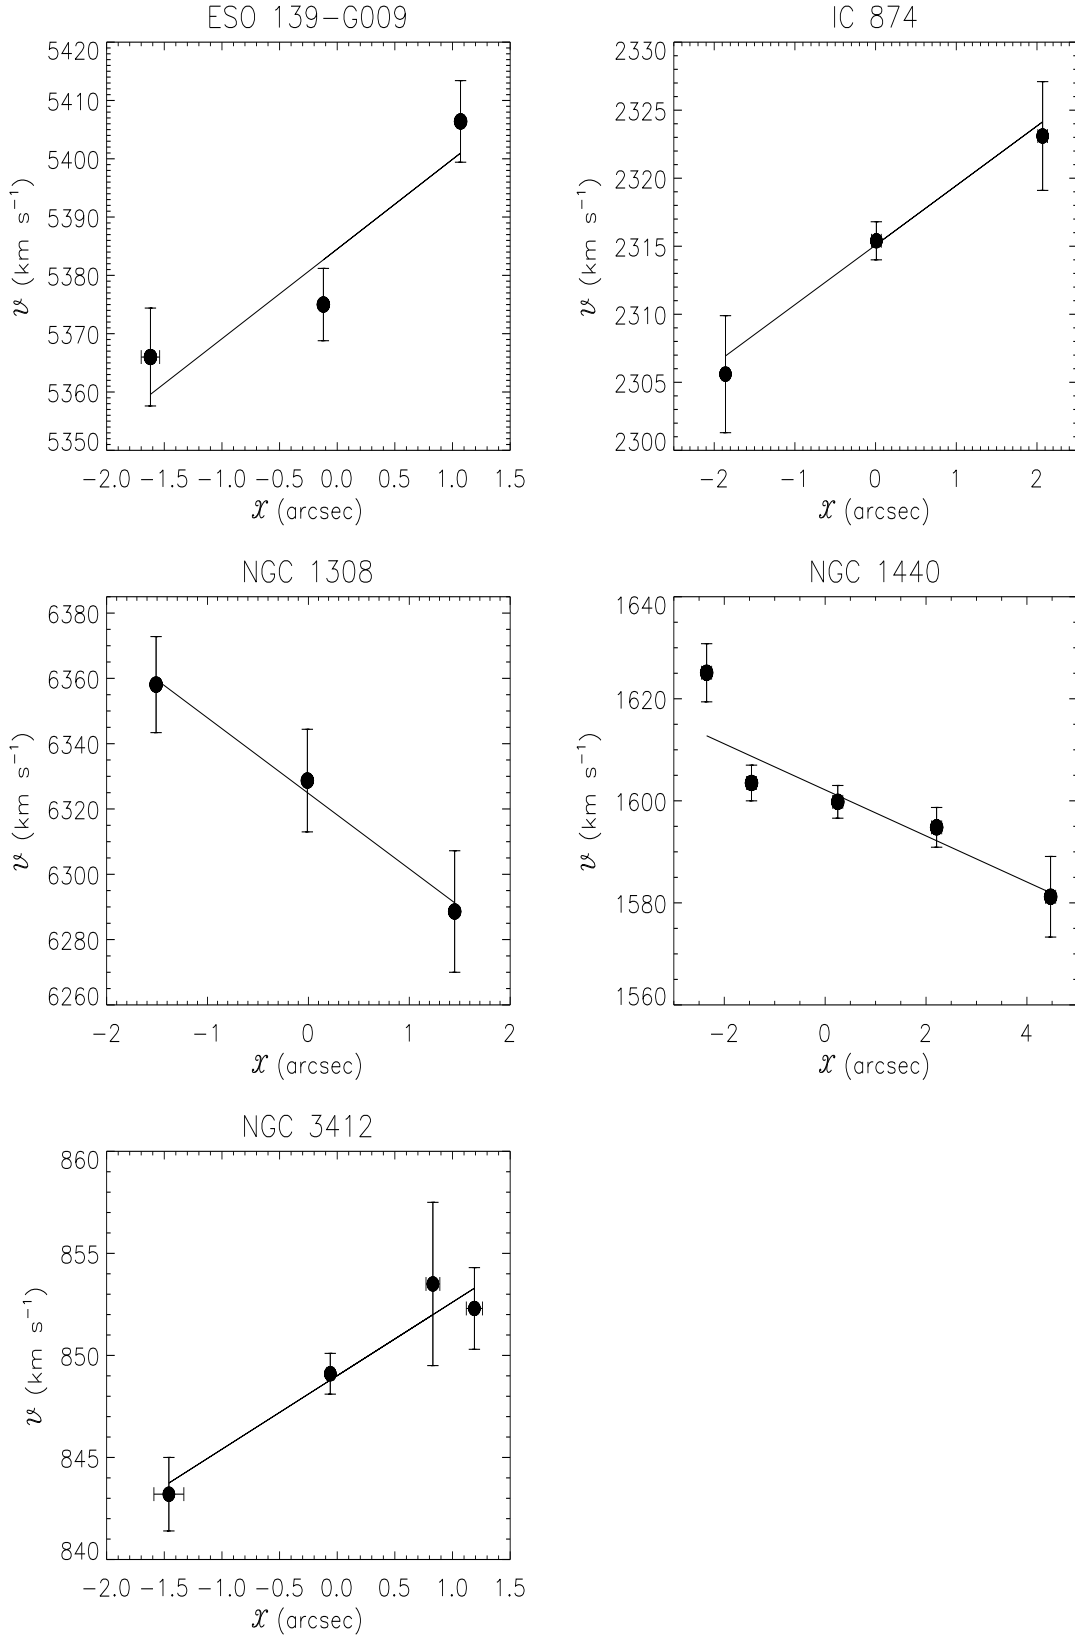 ESO 139-G009
5420
5410
5400
5390
5380
5370
5360
5350
v (km s⁻¹)
-2.0 -1.5 -1.0 -0.5 0.0 0.5 1.0 1.5
x (arcsec)
IC 874
2330
2325
2320
2315
2310
2305
2300
v (km s⁻¹)
-2 -1 0 1 2
x (arcsec)
NGC 1308
6380
6360
6340
6320
6300
6280
6260
v (km s⁻¹)
-2 -1 0 1 2
x (arcsec)
NGC 1440
1640
1620
1600
1580
1560
v (km s⁻¹)
-2 0 2 4
x (arcsec)
NGC 3412
860
855
850
845
840
v (km s⁻¹)
-2.0 -1.5 -1.0 -0.5 0.0 0.5 1.0 1.5
x (arcsec)